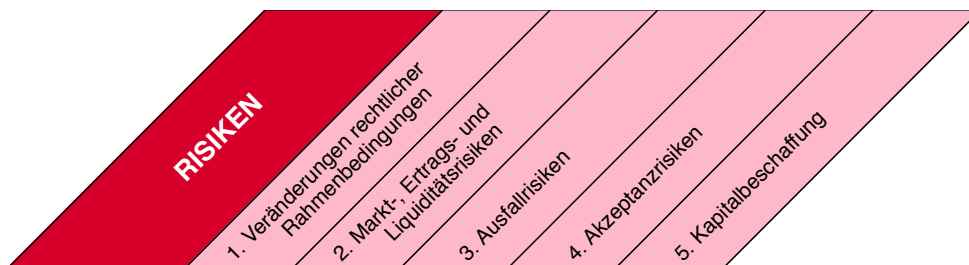 RISIKEN
1. Veränderungen rechtlicher
Rahmenbedingungen
2. Markt-, Ertrags- und
Liquiditätsrisiken
3. Ausfallrisiken
4. Akzeptanzrisiken
5. Kapitalbeschaffung